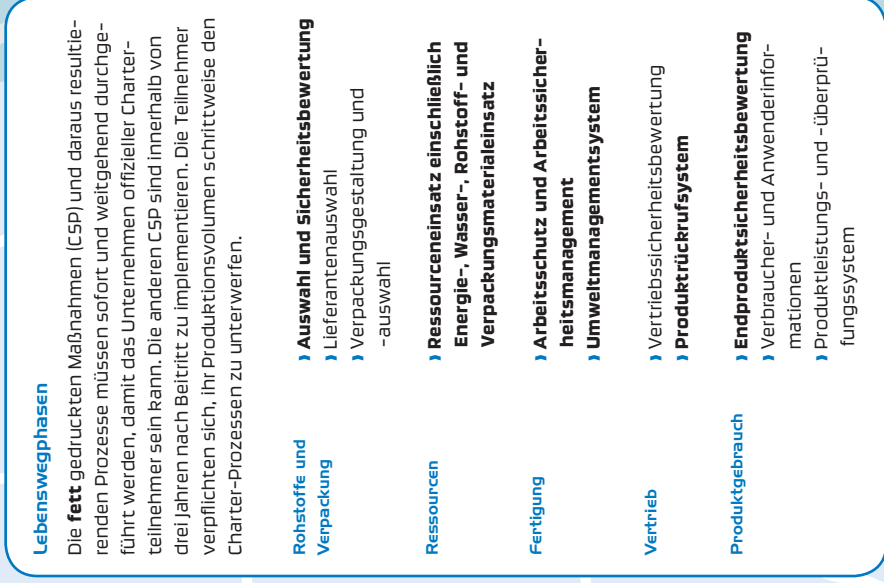 Lebenswegphasen
Die fett gedruckten Maßnahmen (CSP) und daraus resultie-
renden Prozesse müssen sofort und weitgehend durchge-
führt werden, damit das Unternehmen offizieller Charter-
teilnehmer sein kann. Die anderen CSP sind innerhalb von
drei Jahren nach Beitritt zu implementieren. Die Teilnehmer
verpflichten sich, ihr Produktionsvolumen schrittweise den
Charter-Prozessen zu unterwerfen.
Rohstoffe und
Verpackung
› Auswahl und Sicherheitsbewertung
› Lieferantenauswahl
› Verpackungsgestaltung und
-auswahl
Ressourcen
› Ressourceneinsatz einschließlich
Energie-, Wasser-, Rohstoff- und
Verpackungsmaterialeinsatz
Fertigung
› Arbeitsschutz und Arbeitssicher-
heitsmanagement
› Umweltmanagementsystem
Vertrieb
› Vertriebssicherheitsbewertung
› Produktrückrufsystem
Produktgebrauch
› Endproduktsicherheitsbewertung
› Verbraucher- und Anwenderinfor-
mationen
› Produktleistungs- und -überprü-
fungssystem